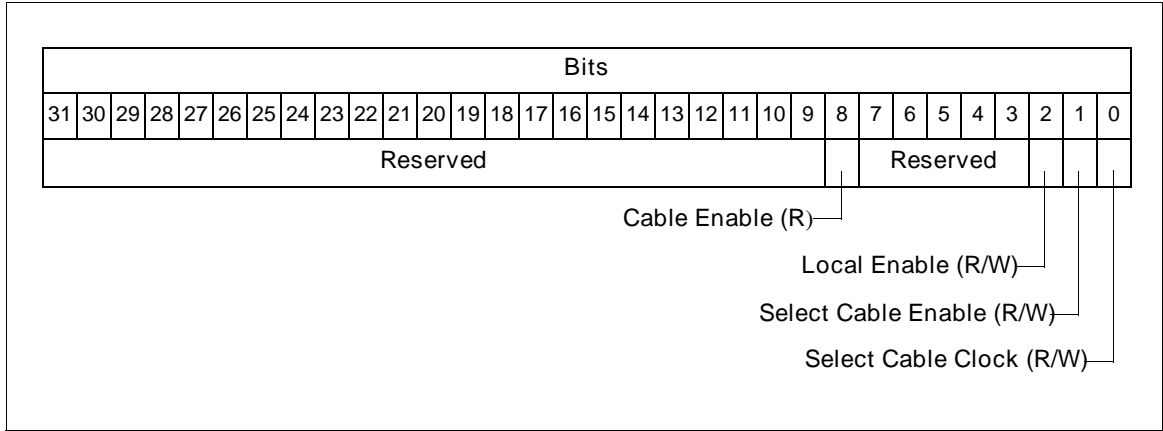 Bits
31 30 29 28 27 26 25 24 23 22 21 20 19 18 17 16 15 14 13 12 11 10 9 8 7 6 5 4 3 2 1 0
Reserved Reserved
Cable Enable (R)
Local Enable (R/W)
Select Cable Enable (R/W)
Select Cable Clock (R/W)